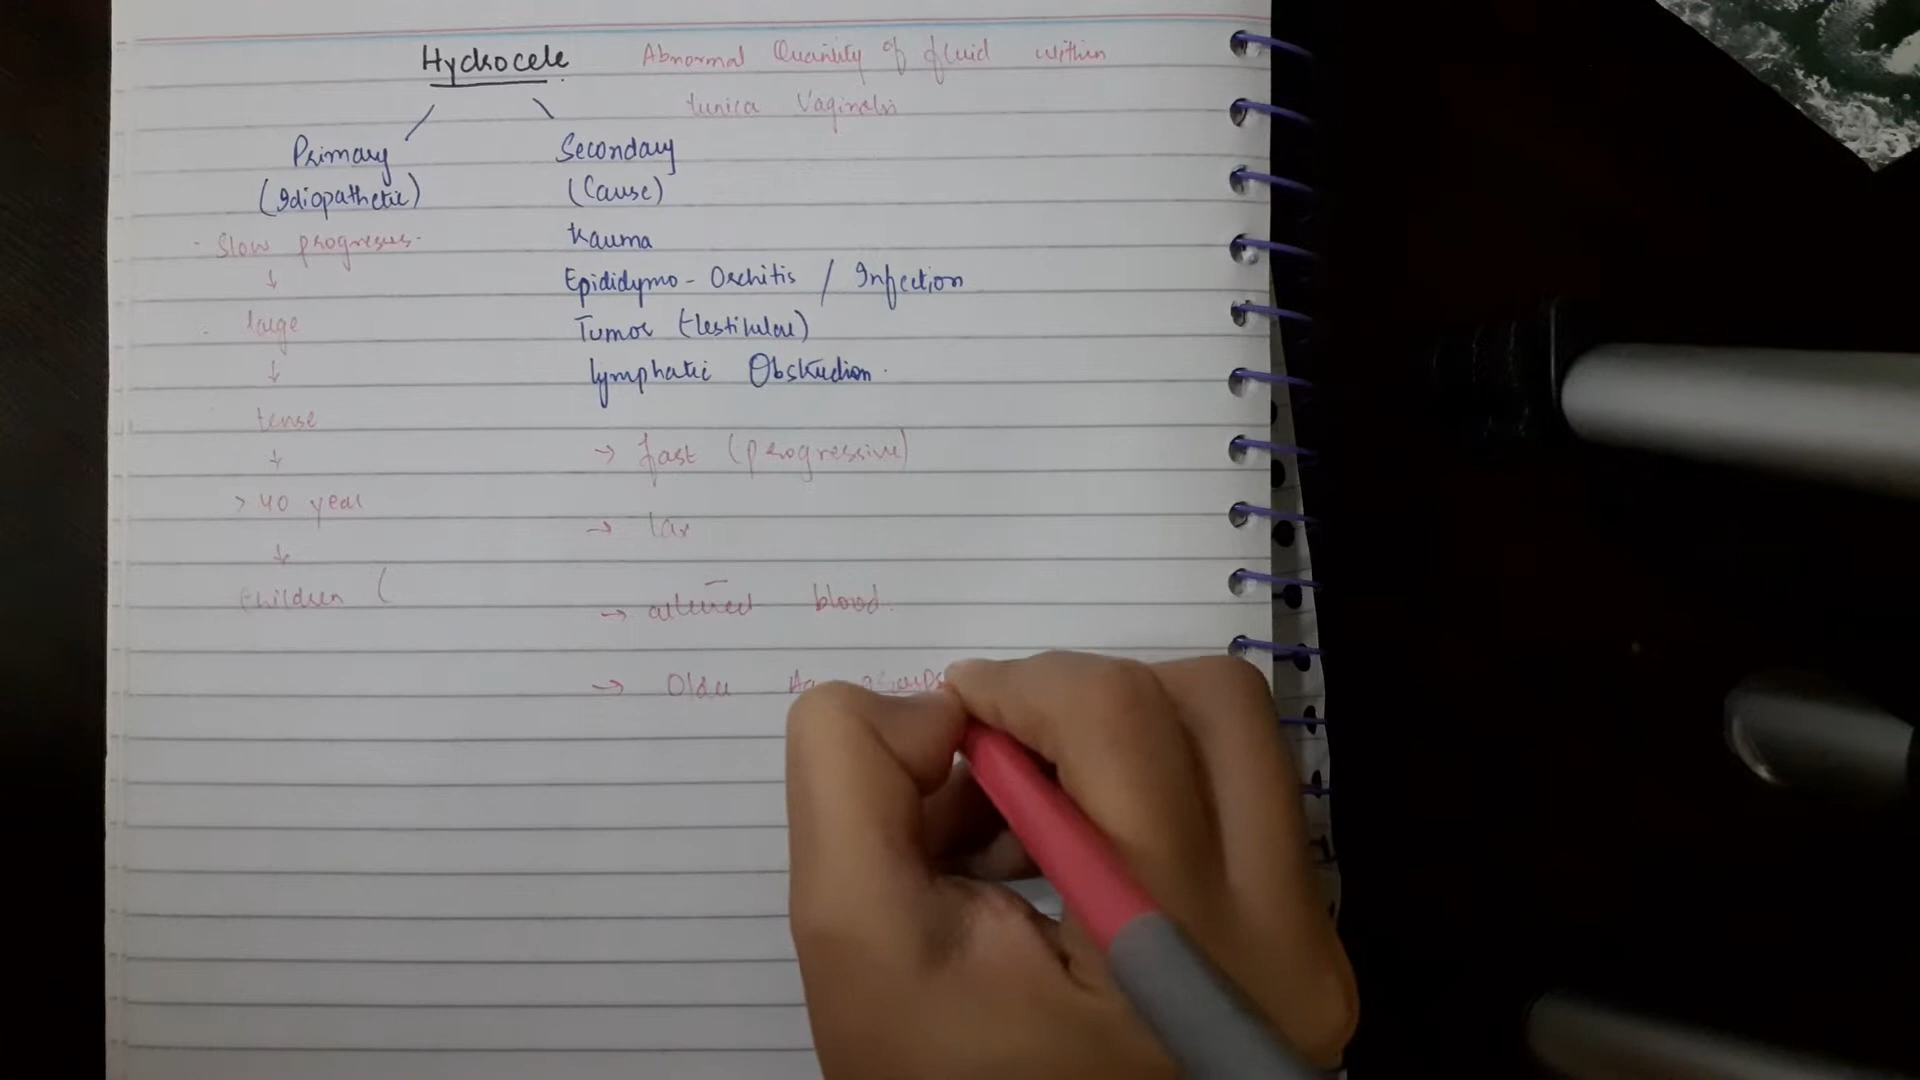 Hydrocele Abnormal Quantity of fluid within
tunica Vaginalis
Primary Secondary
(Idiopathetic) (Cause)
- Slow progresses.
↓
large
↓
tense
↓
> 40 year
↓
Children (
trauma
Epididymo - Orchitis / Infection
Tumor (testicular)
lymphatic Obstruction.
→ fast (progressive)
→ lax
→ altered blood.
→ Older groups